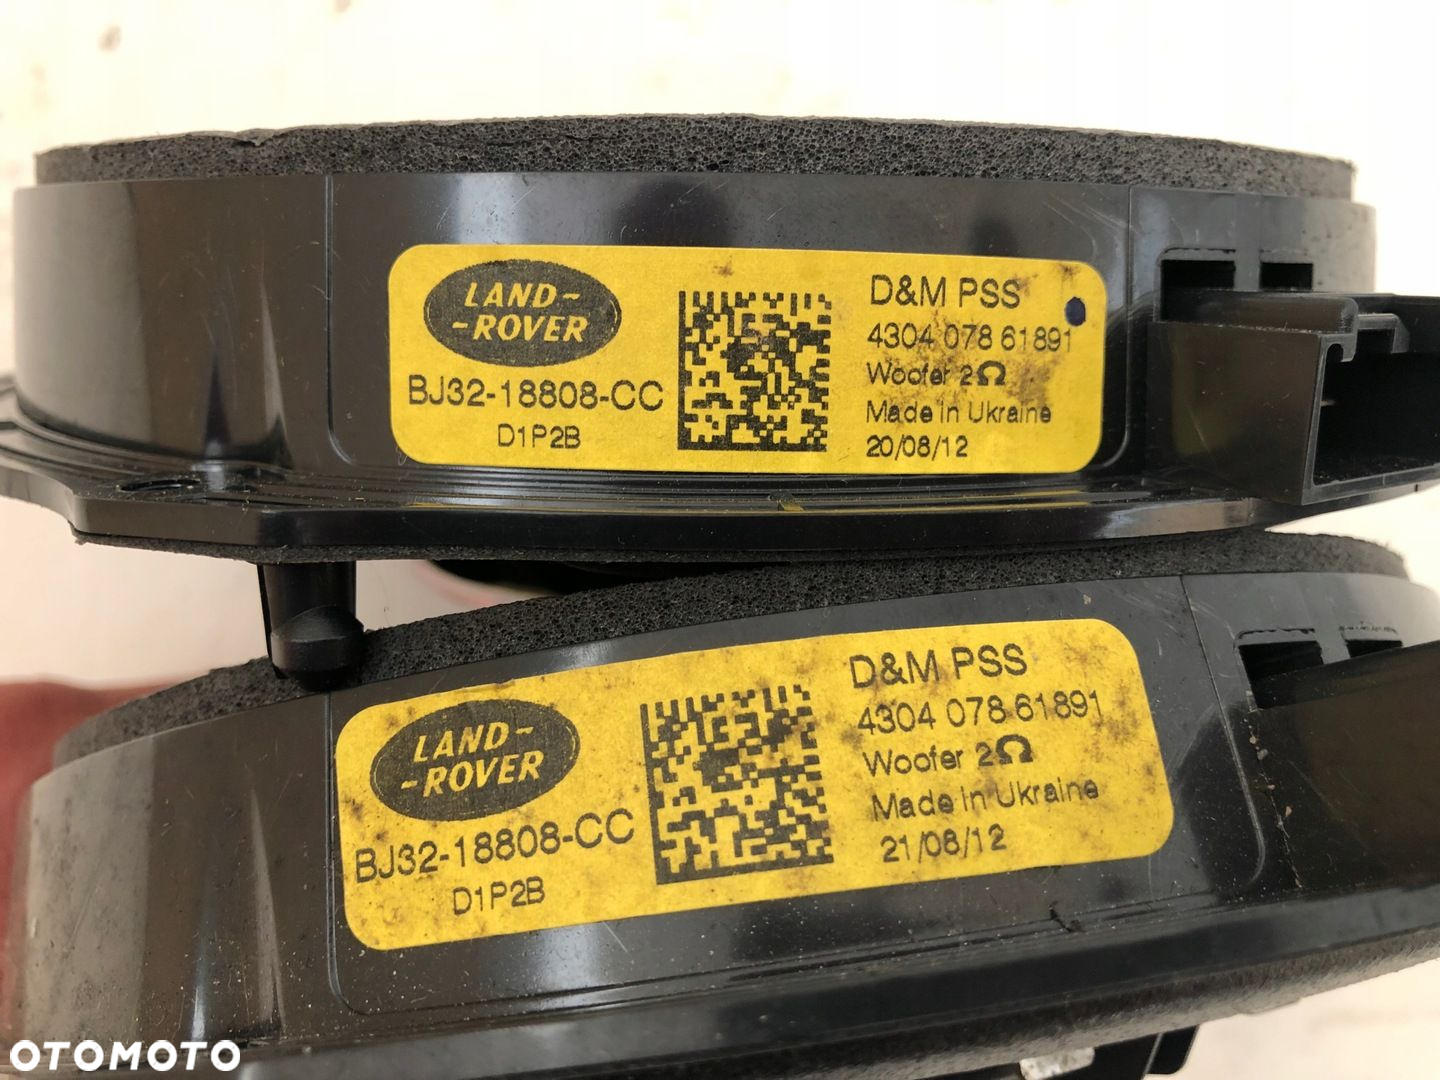 LAND-
-ROVER
BJ32-18808-CC
D1P2B
D&M PSS
4304 078 61891
Woofer 2Ω
Made in Ukraine
20/08/12
LAND-
-ROVER
BJ32-18808-CC
D1P2B
D&M PSS
4304 078 61891
Woofer 2Ω
Made in Ukraine
21/08/12
OTOMOTO